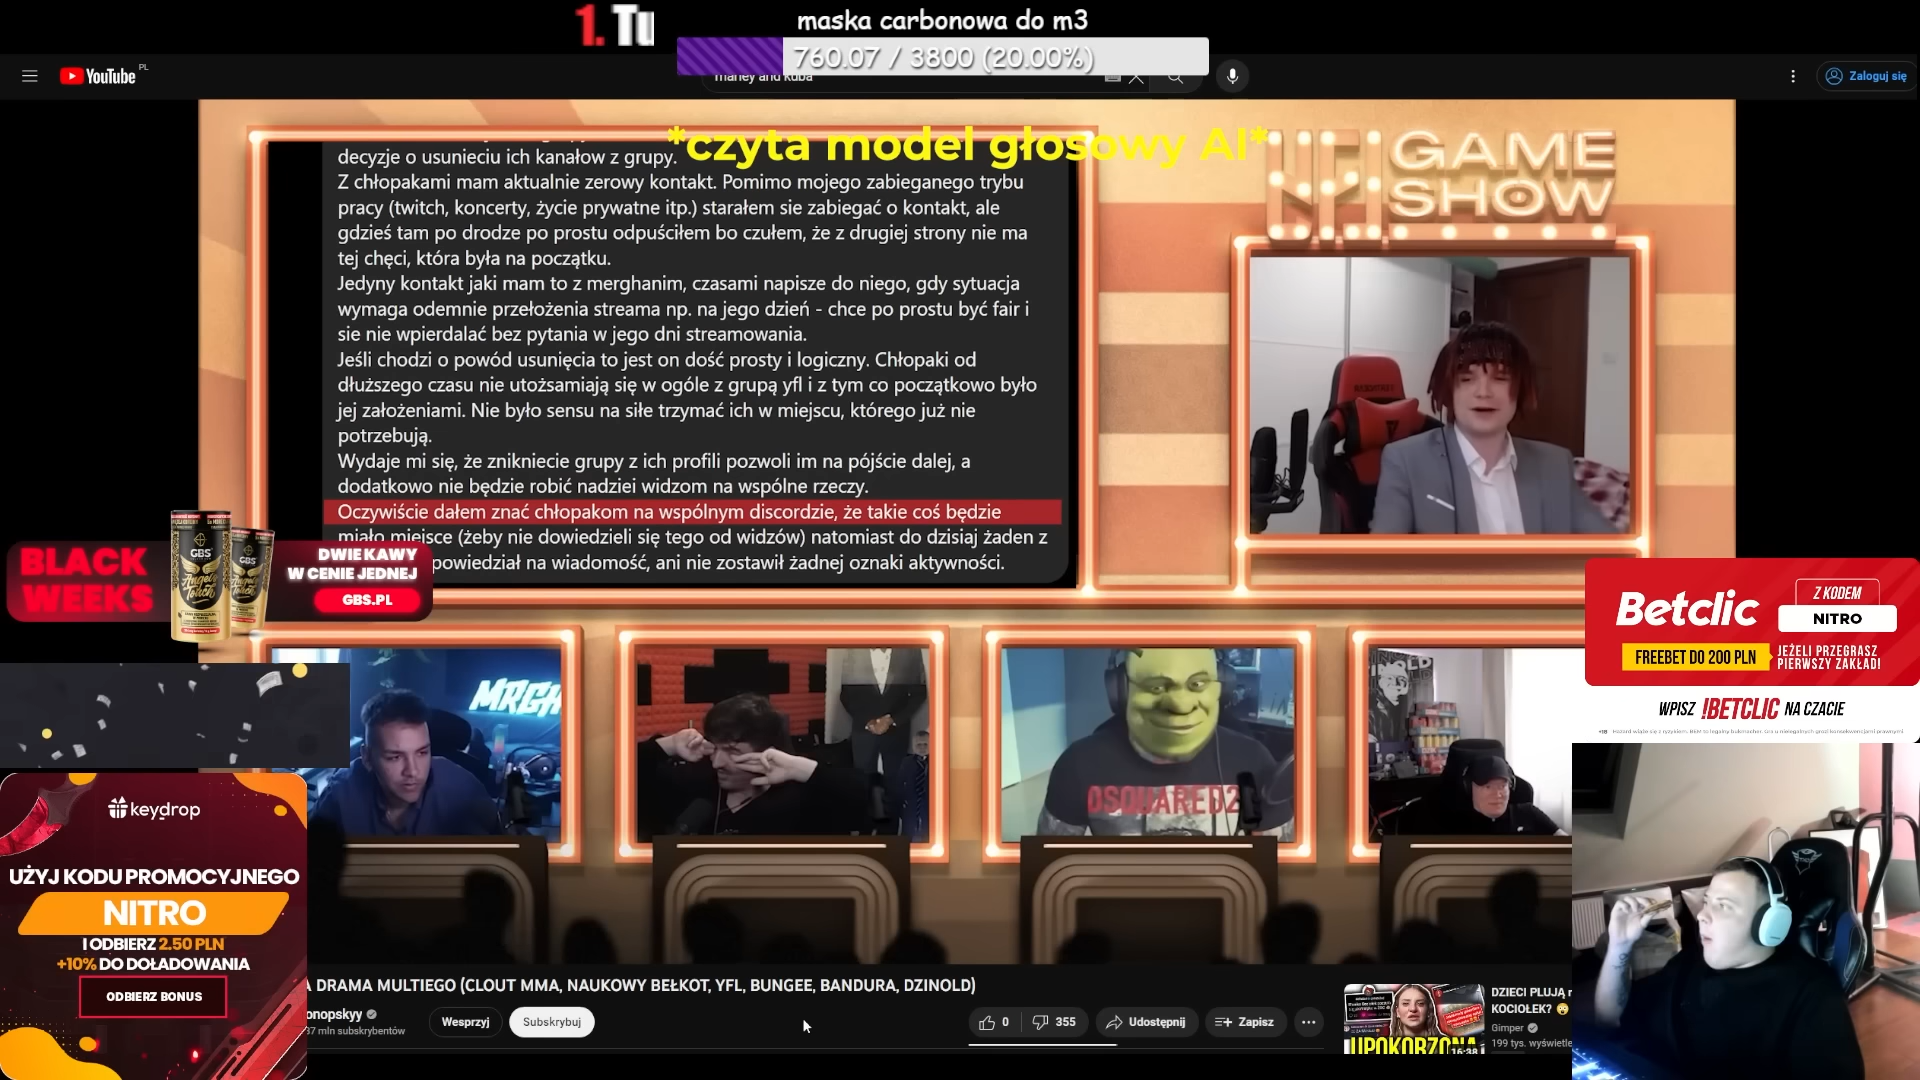 1. Tu
maska carbonowa do m3
760.07 / 3800 (20.00%)
YouTube PL
Zaloguj się
*czyta model głosowy AI*
GAME
SHOW
decyzje o usunieciu ich kanałow z grupy.
Z chłopakami mam aktualnie zerowy kontakt. Pomimo mojego zabieganego trybu
pracy (twitch, koncerty, życie prywatne itp.) starałem sie zabiegać o kontakt, ale
gdzieś tam po drodze po prostu odpuściłem bo czułem, że z drugiej strony nie ma
tej chęci, która była na początku.
Jedyny kontakt jaki mam to z merghanim, czasami napisze do niego, gdy sytuacja
wymaga odemnie przełożenia streama np. na jego dzień - chce po prostu być fair i
sie nie wpierdalać bez pytania w jego dni streamowania.
Jeśli chodzi o powód usunięcia to jest on dość prosty i logiczny. Chłopaki od
dłuższego czasu nie utożsamiają się w ogóle z grupą yfl i z tym co początkowo było
jej założeniami. Nie było sensu na siłe trzymać ich w miejscu, którego już nie
potrzebują.
Wydaje mi się, że znikniecie grupy z ich profili pozwoli im na pójście dalej, a
dodatkowo nie będzie robić nadziei widzom na wspólne rzeczy.
Oczywiście dałem znać chłopakom na wspólnym discordzie, że takie coś będzie
miało miejsce (żeby nie dowiedzieli się tego od widzów) natomiast do dzisiaj żaden z
powiedział na wiadomość, ani nie zostawił żadnej oznaki aktywności.
BLACK
WEEKS
GBS
Angel's
Touch
DWIE KAWY
W CENIE JEDNEJ
GBS.PL
Betclic
Z KODEM
NITRO
FREEBET DO 200 PLN
JEŻELI PRZEGRASZ
PIERWSZY ZAKŁAD!
WPISZ !BETCLIC NA CZACIE
MRGH
DSQUARED2
keydrop
UŻYJ KODU PROMOCYJNEGO
NITRO
I ODBIERZ 2.50 PLN
+10% DO DOŁADOWANIA
ODBIERZ BONUS
A DRAMA MULTIEGO (CLOUT MMA, NAUKOWY BEŁKOT, YFL, BUNGEE, BANDURA, DZINOLD)
onopskyy
37 mln subskrybentów
Wesprzyj
Subskrybuj
0
355
Udostępnij
Zapisz
DZIECI PLUJĄ
KOCIOŁEK?
Gimper
199 tys. wyświetle
UPOKORZONA
16:38